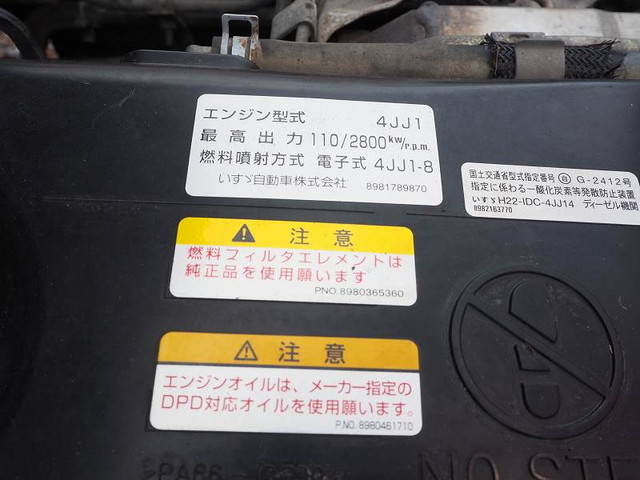 エンジン型式 4JJ1
最高出力 110/2800kw/r.p.m.
燃料噴射方式 電子式 4JJ1-8
いすゞ自動車株式会社 8981789870
国土交通省型式指定番号 自 G-2412号
指定に係わる一酸化炭素等発散防止装置
いすゞH22-IDC-4JJ14 ディーゼル機関
8982163770
注意
燃料フィルタエレメントは
純正品を使用願います
PNO.8980365360
注意
エンジンオイルは、メーカー指定の
DPD対応オイルを使用願います。
P.NO. 8980461710
NO STE